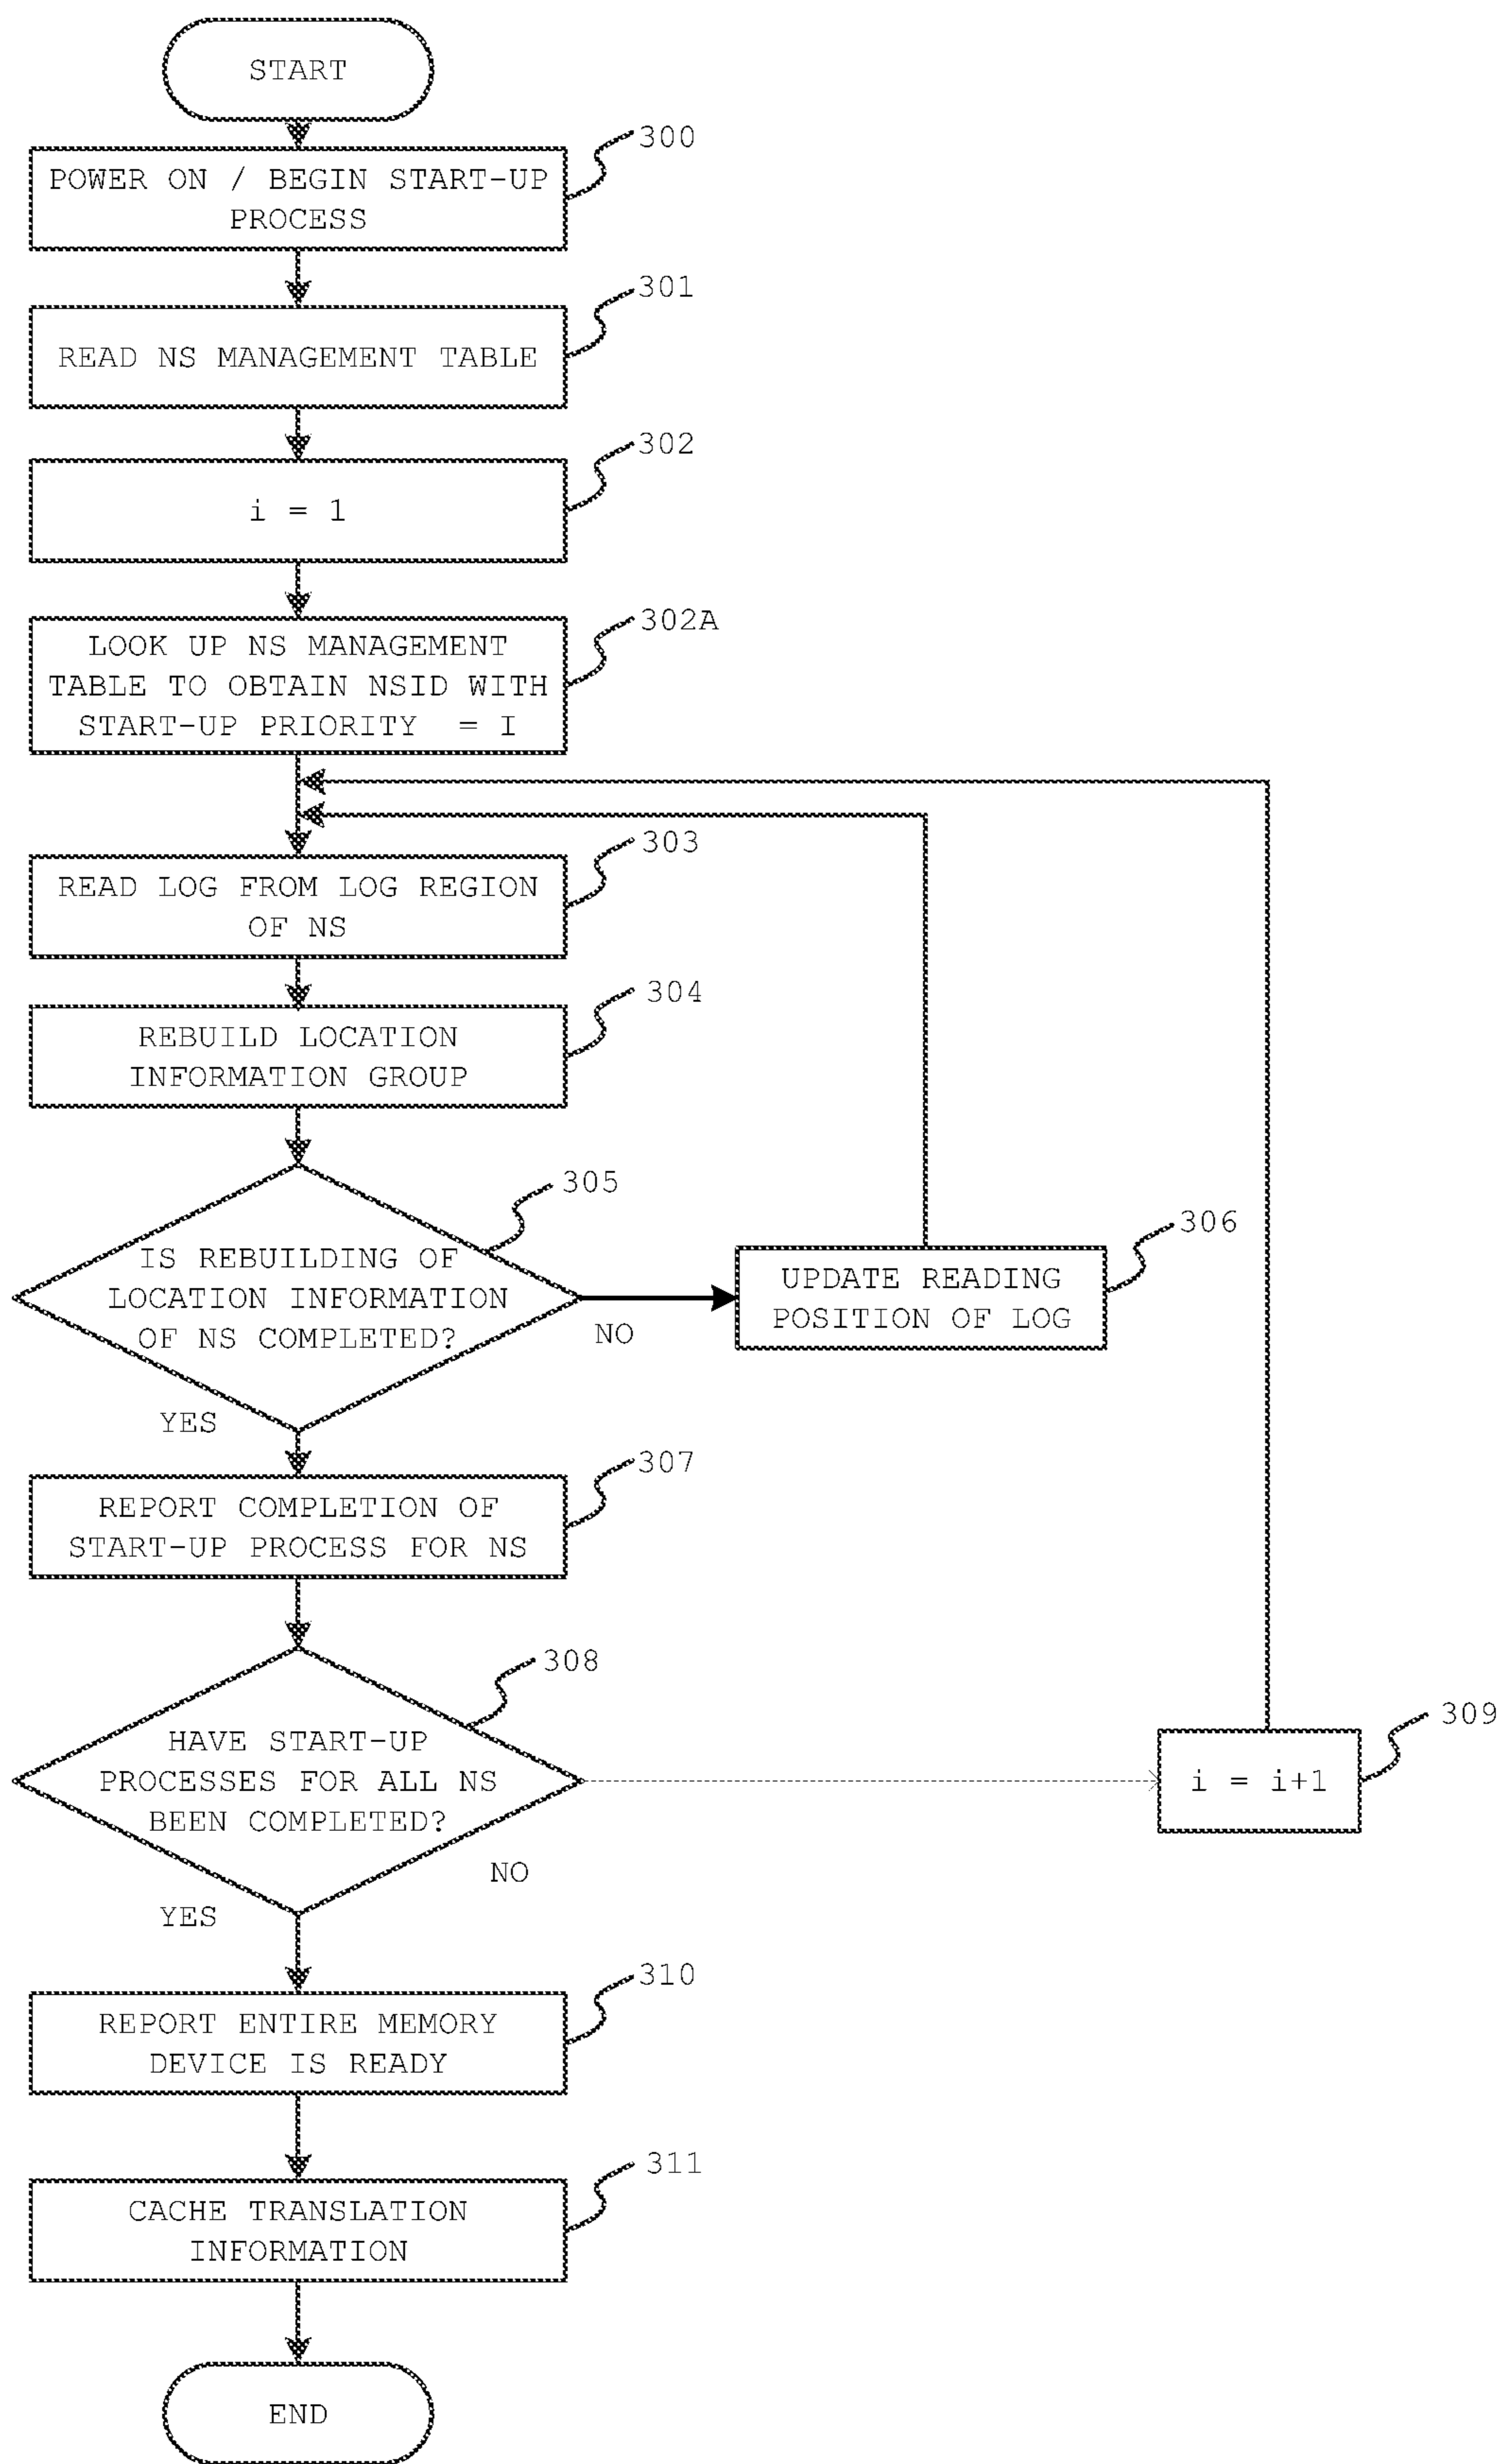 START
300
POWER ON / BEGIN START-UP
PROCESS
301
READ NS MANAGEMENT TABLE
302
i = 1
302A
LOOK UP NS MANAGEMENT
TABLE TO OBTAIN NSID WITH
START-UP PRIORITY = I
303
READ LOG FROM LOG REGION
OF NS
304
REBUILD LOCATION
INFORMATION GROUP
305
IS REBUILDING OF
LOCATION INFORMATION
OF NS COMPLETED?
NO
306
UPDATE READING
POSITION OF LOG
YES
307
REPORT COMPLETION OF
START-UP PROCESS FOR NS
308
HAVE START-UP
PROCESSES FOR ALL NS
BEEN COMPLETED?
309
i = i+1
NO
YES
310
REPORT ENTIRE MEMORY
DEVICE IS READY
311
CACHE TRANSLATION
INFORMATION
END